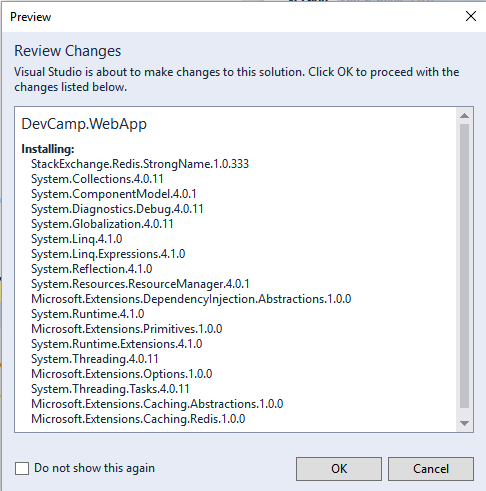 Preview
Review Changes
Visual Studio is about to make changes to this solution. Click OK to proceed with the
changes listed below.
DevCamp.WebApp
Installing:
StackExchange.Redis.StrongName.1.0.333
System.Collections.4.0.11
System.ComponentModel.4.0.1
System.Diagnostics.Debug.4.0.11
System.Globalization.4.0.11
System.Linq.4.1.0
System.Linq.Expressions.4.1.0
System.Reflection.4.1.0
System.Resources.ResourceManager.4.0.1
Microsoft.Extensions.DependencyInjection.Abstractions.1.0.0
System.Runtime.4.1.0
Microsoft.Extensions.Primitives.1.0.0
System.Runtime.Extensions.4.1.0
System.Threading.4.0.11
Microsoft.Extensions.Options.1.0.0
System.Threading.Tasks.4.0.11
Microsoft.Extensions.Caching.Abstractions.1.0.0
Microsoft.Extensions.Caching.Redis.1.0.0
Do not show this again
OK
Cancel